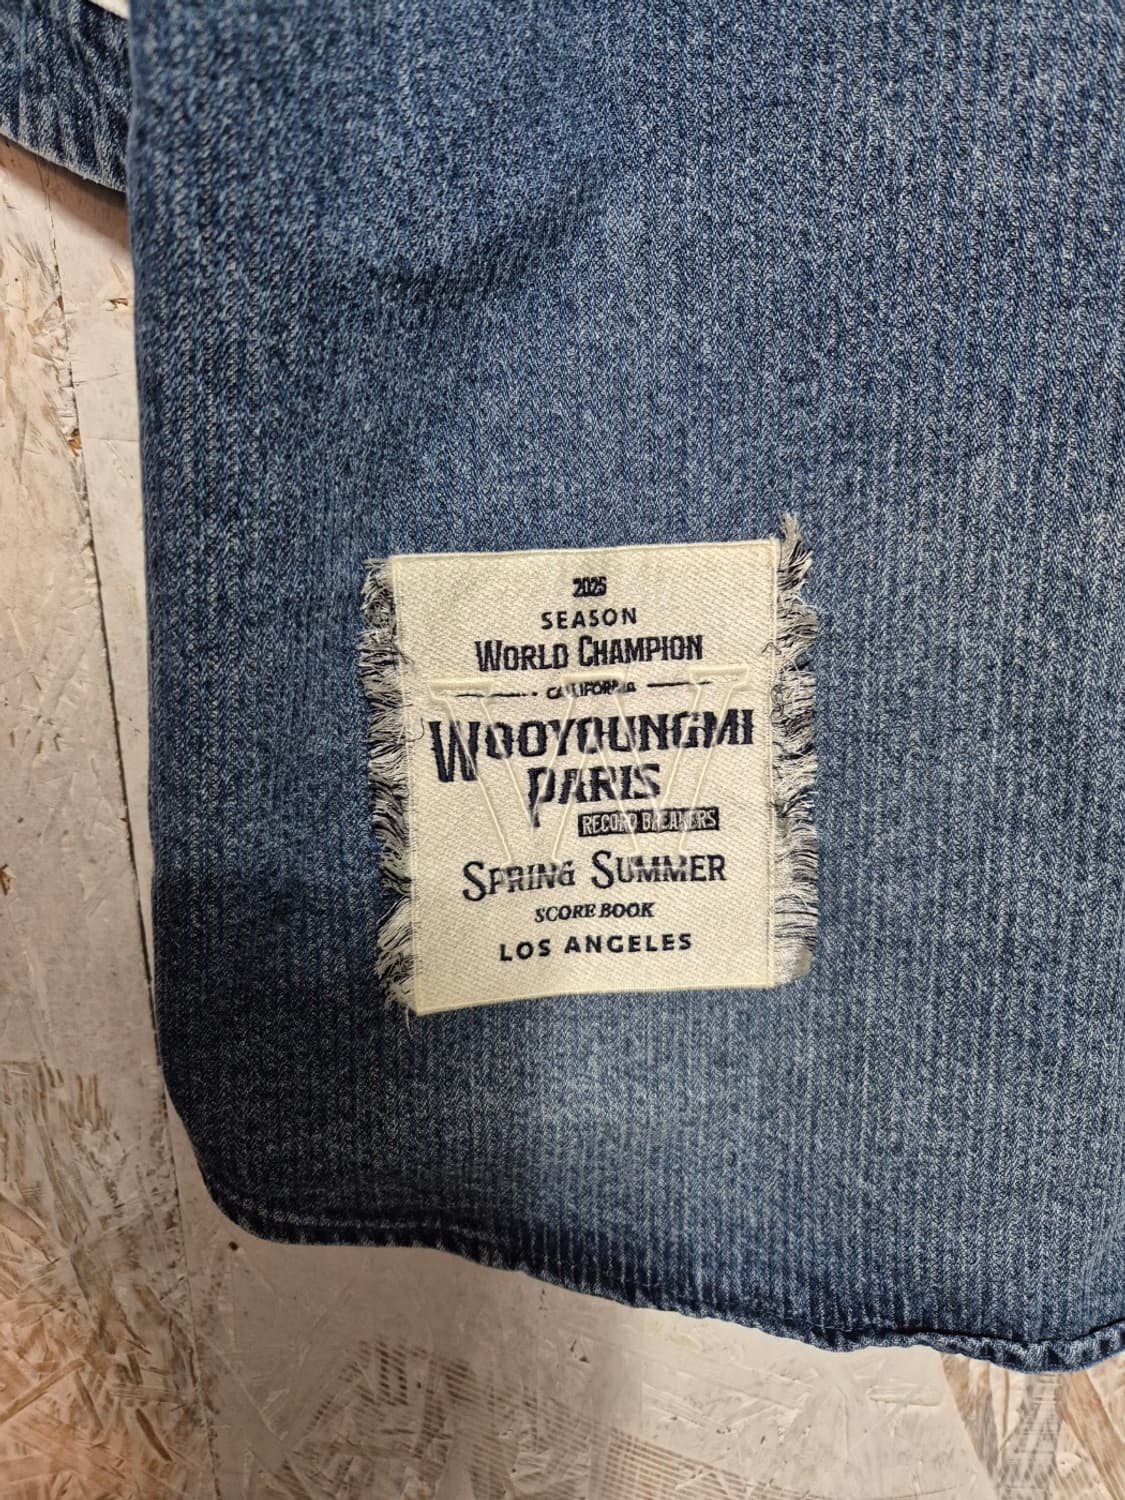 2025
SEASON
WORLD CHAMPION
CALIFORNIA
WOOYOUNGMI
PARIS
RECORD BREAKERS
SPRING SUMMER
SCORE BOOK
LOS ANGELES
W